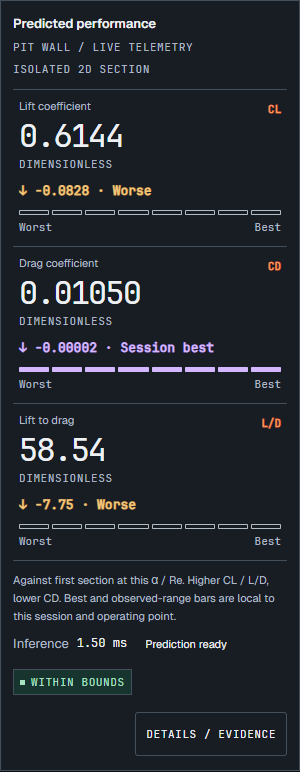 Predicted performance
PIT WALL / LIVE TELEMETRY
ISOLATED 2D SECTION
Lift coefficient CL
0.6144
DIMENSIONLESS
↓ -0.0828 · Worse
Worst Best
Drag coefficient CD
0.01050
DIMENSIONLESS
↓ -0.00002 · Session best
Worst Best
Lift to drag L/D
58.54
DIMENSIONLESS
↓ -7.75 · Worse
Worst Best
Against first section at this α / Re. Higher CL / L/D,
lower CD. Best and observed-range bars are local to
this session and operating point.
Inference 1.50 ms Prediction ready
WITHIN BOUNDS
DETAILS / EVIDENCE